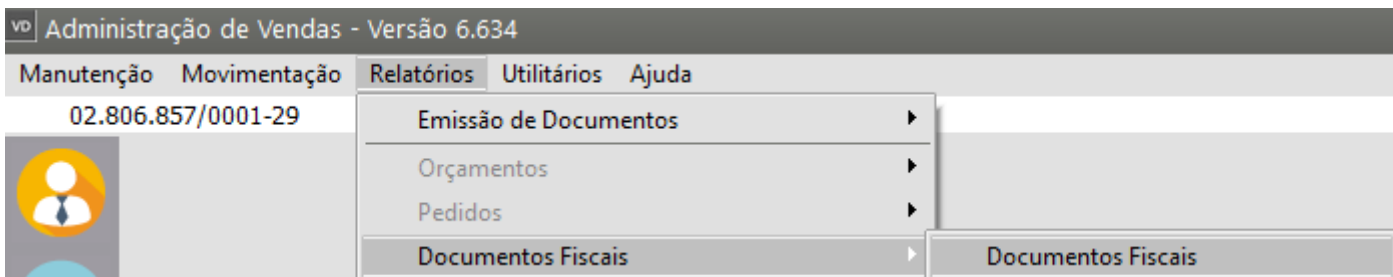 VD Administração de Vendas - Versão 6.634
Manutenção Movimentação Relatórios Utilitários Ajuda
02.806.857/0001-29
Emissão de Documentos
Orçamentos
Pedidos
Documentos Fiscais Documentos Fiscais